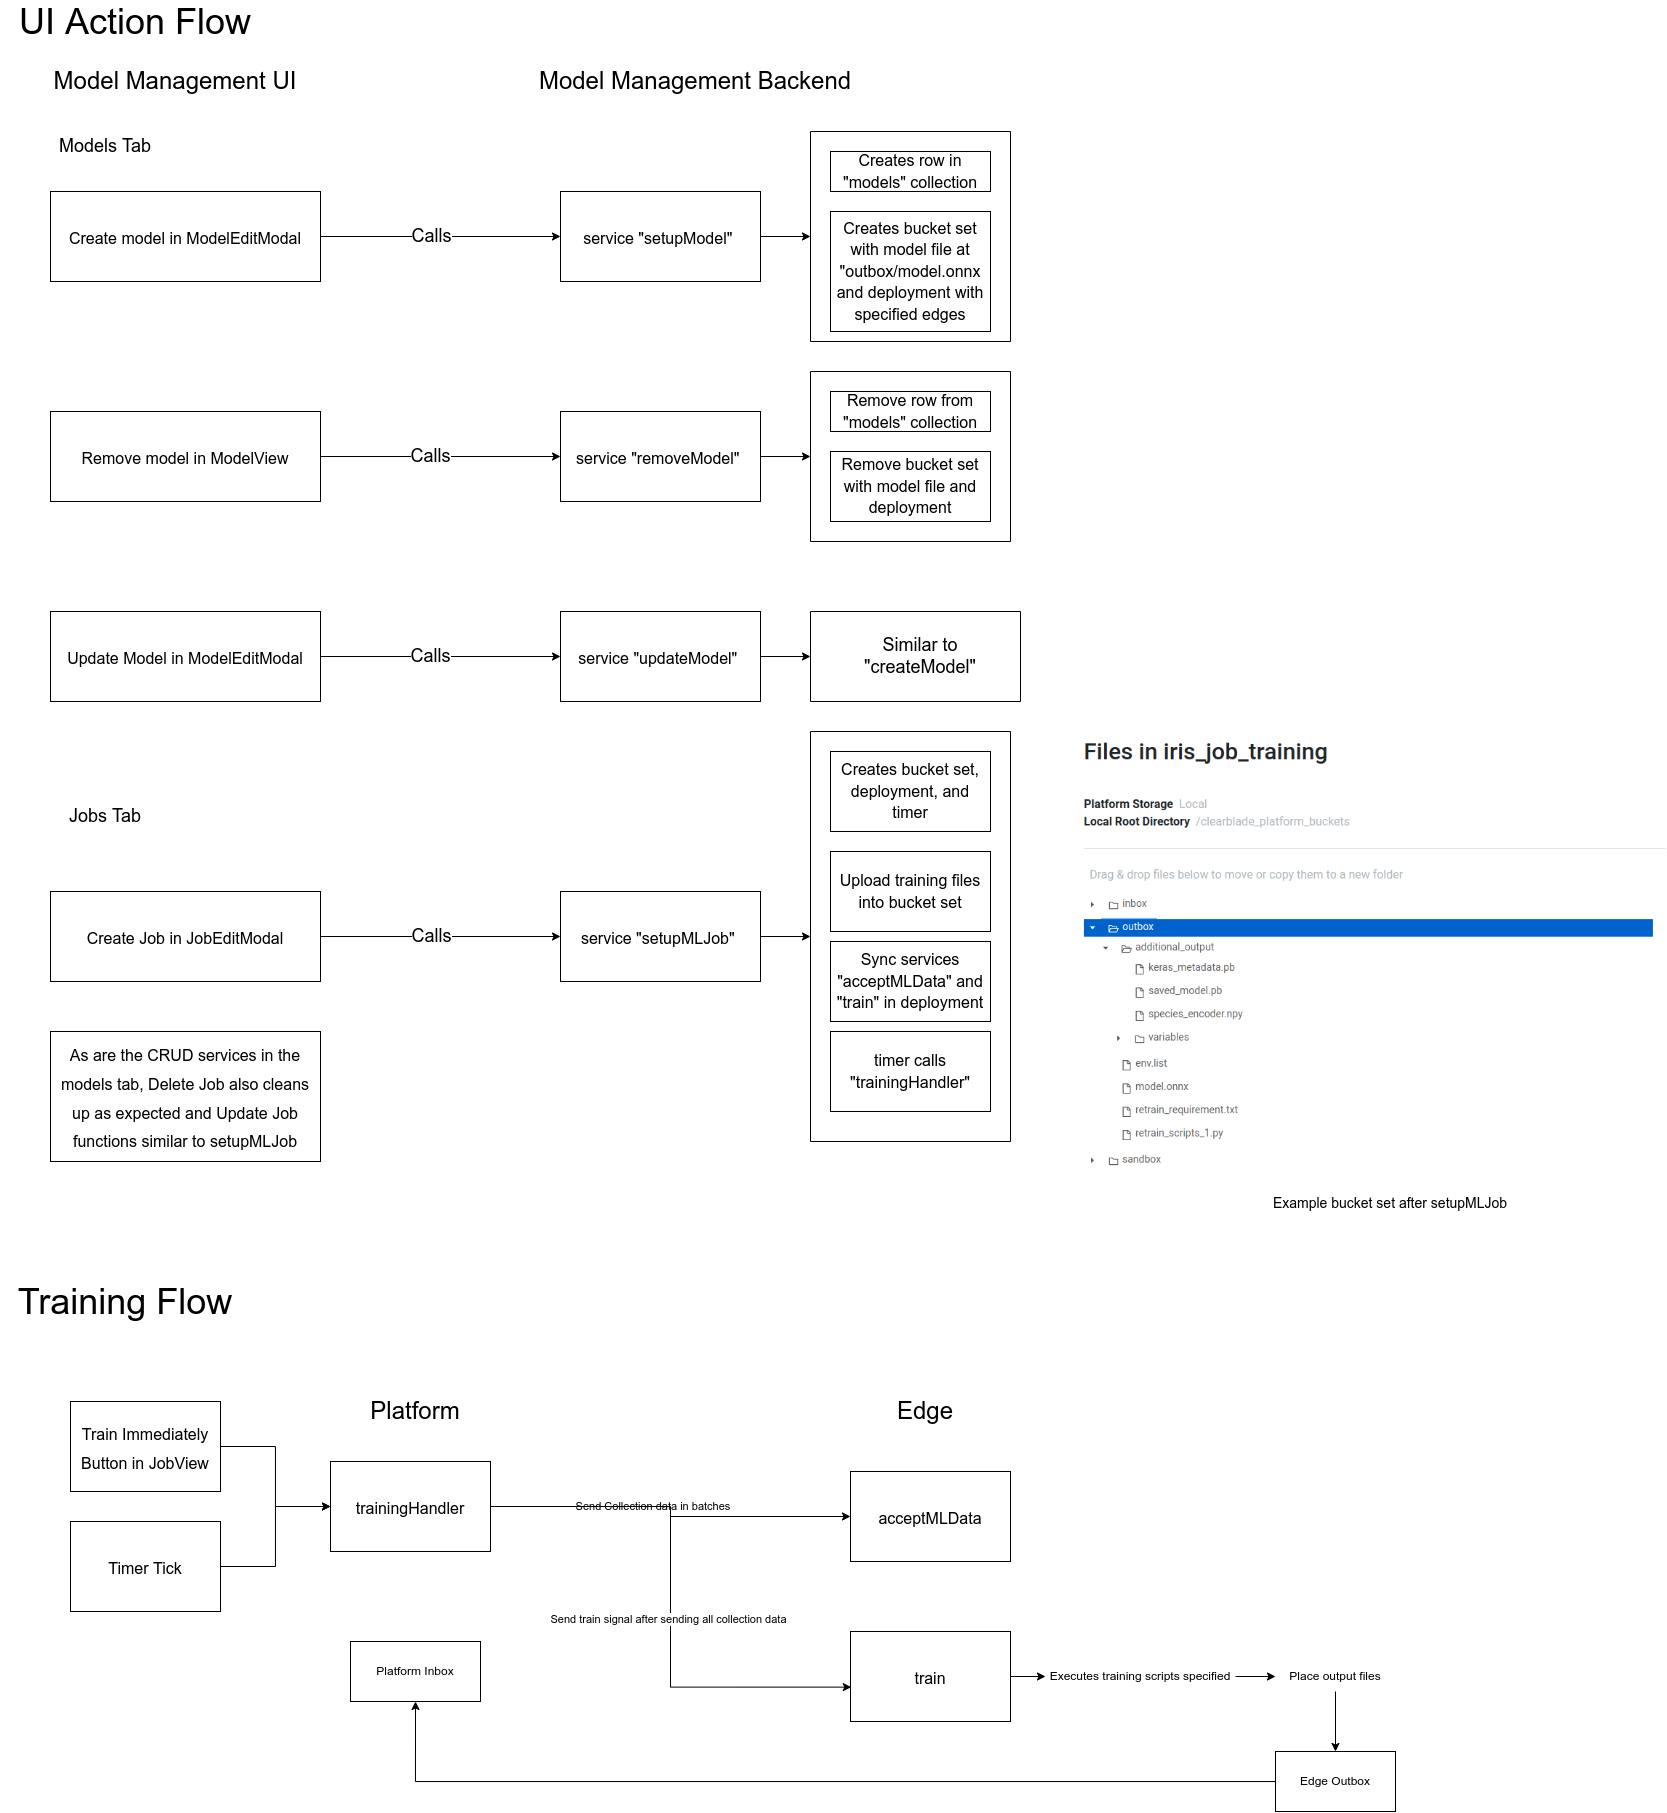 UI Action Flow
Model Management UI
Model Management Backend
Models Tab
Create model in ModelEditModal
Calls
service "setupModel"
Creates row in
"models" collection
Creates bucket set
with model file at
"outbox/model.onnx
and deployment with
specified edges
Remove model in ModelView
Calls
service "removeModel"
Remove row from
"models" collection
Remove bucket set
with model file and
deployment
Update Model in ModelEditModal
Calls
service "updateModel"
Similar to
"createModel"
Jobs Tab
Create Job in JobEditModal
Calls
service "setupMLJob"
Creates bucket set,
deployment, and
timer
Upload training files
into bucket set
Sync services
"acceptMLData" and
"train" in deployment
timer calls
"trainingHandler"
As are the CRUD services in the
models tab, Delete Job also cleans
up as expected and Update Job
functions similar to setupMLJob
Files in iris_job_training
Platform Storage Local
Local Root Directory /clearblade_platform_buckets
Drag & drop files below to move or copy them to a new folder
inbox
outbox
additional_output
keras_metadata.pb
saved_model.pb
species_encoder.npy
variables
env.list
model.onnx
retrain_requirement.txt
retrain_scripts_1.py
sandbox
Example bucket set after setupMLJob
Training Flow
Platform
Edge
Train Immediately
Button in JobView
Timer Tick
trainingHandler
Send Collection data in batches
acceptMLData
Send train signal after sending all collection data
train
Executes training scripts specified
Place output files
Platform Inbox
Edge Outbox